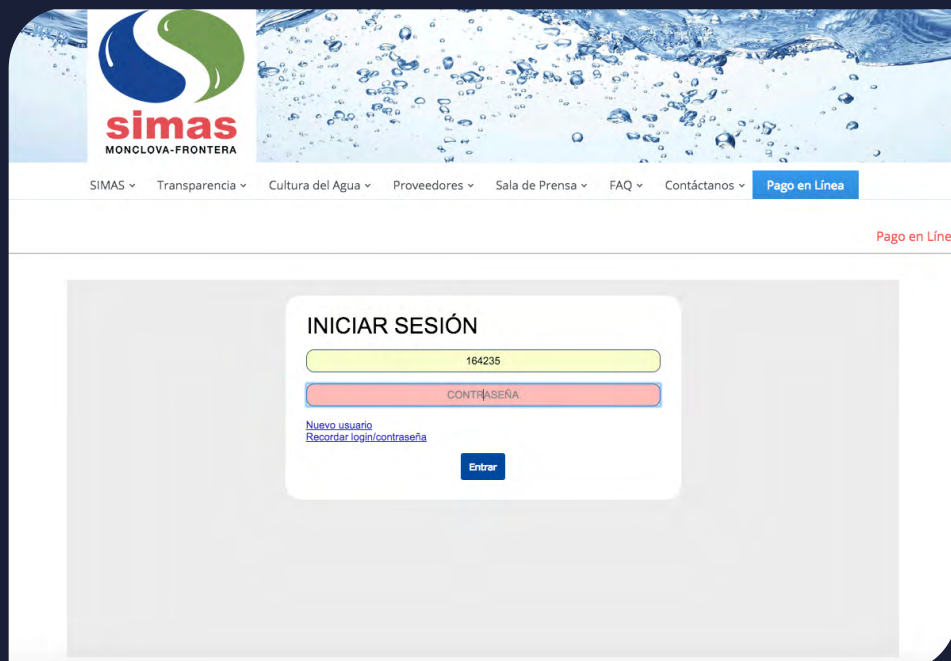 simas
MONCLOVA-FRONTERA
SIMAS Transparencia Cultura del Agua Proveedores Sala de Prensa FAQ Contáctanos Pago en Línea
Pago en Líne
INICIAR SESIÓN
164235
CONTRASEÑA
Nuevo usuario
Recordar login/contraseña
Entrar